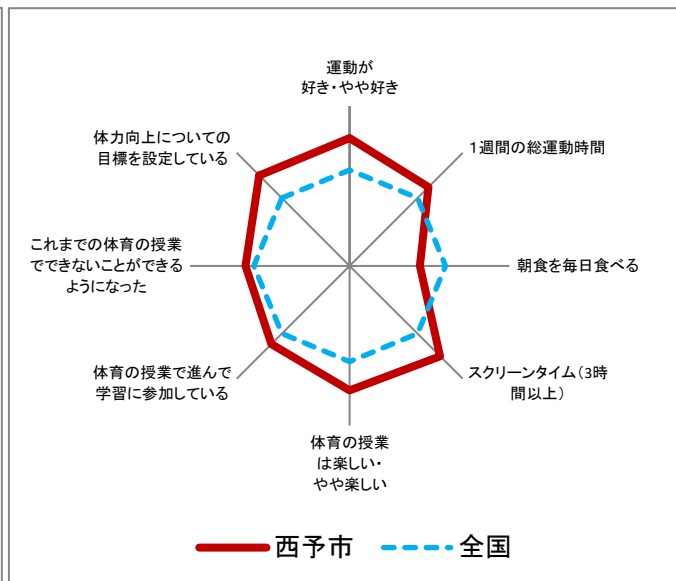 運動が
好き・やや好き
1週間の総運動時間
朝食を毎日食べる
スクリーンタイム（3時
間以上）
体育の授業
は楽しい・
やや楽しい
体育の授業で進んで
学習に参加している
これまでの体育の授業
でできないことができる
ようになった
体力向上についての
目標を設定している
西予市
全国